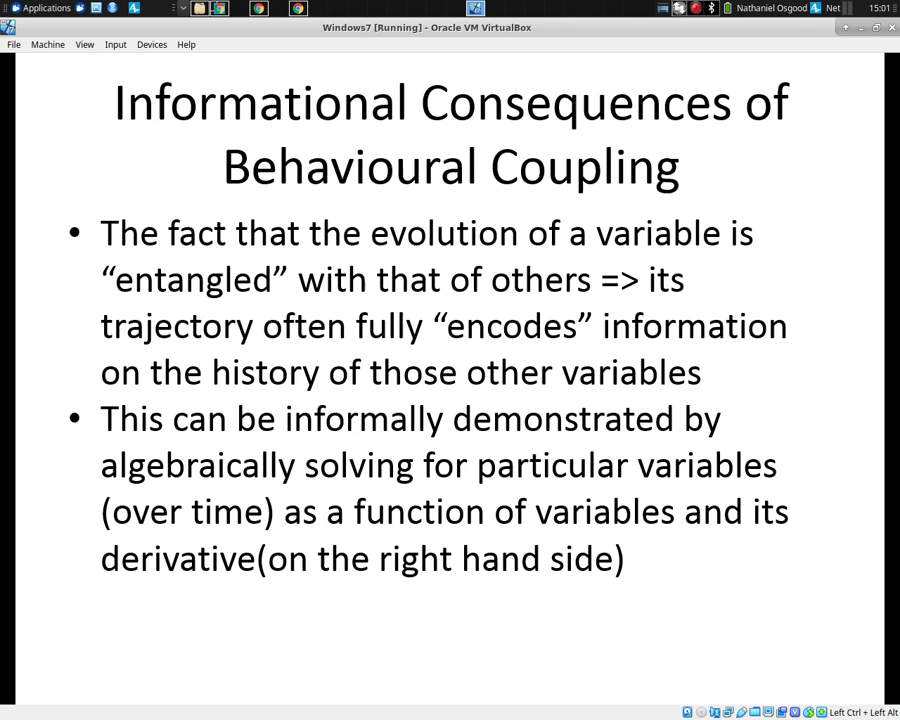 Applications
Nathaniel Osgood
Net
15:01
Windows7 [Running] - Oracle VM VirtualBox
File Machine View Input Devices Help
Informational Consequences of
Behavioural Coupling
• The fact that the evolution of a variable is
“entangled” with that of others => its
trajectory often fully “encodes” information
on the history of those other variables
• This can be informally demonstrated by
algebraically solving for particular variables
(over time) as a function of variables and its
derivative(on the right hand side)
Left Ctrl + Left Alt